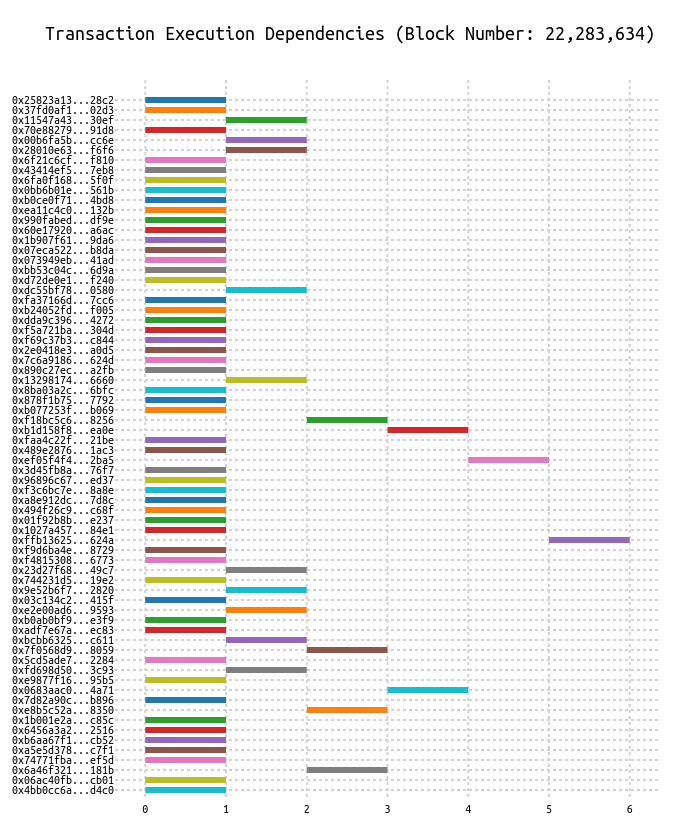 Transaction Execution Dependencies (Block Number: 22,283,634)
0x25823a13...28c2
0x37fd0af1...02d3
0x11547a43...30ef
0x70e88279...91d8
0x00b6fa5b...cc6e
0x28010e63...f6f6
0x6f21c6cf...f810
0x43414ef5...7eb8
0x6fa0f168...5f0f
0x0bb6b01e...561b
0xb0ce0f71...4bd8
0xea11c4c0...132b
0x990fabed...df9e
0x60e17920...a6ac
0x1b907f61...9da6
0x07eca522...b8da
0x073949eb...41ad
0xbb53c04c...6d9a
0xd72de0e1...f240
0xdc55bf78...0580
0xfa37166d...7cc6
0xb24052fd...f005
0xdda9c396...4272
0xf5a721ba...304d
0xf69c37b3...c844
0x2e0418e3...a0d5
0x7c6a9186...624d
0x890c27ec...a2fb
0x13298174...6660
0x8ba03a2c...6bfc
0x878f1b75...7792
0xb077253f...b069
0xf18bc5c6...8256
0xb1d158f8...ea0e
0xfaa4c22f...21be
0x489e2876...1ac3
0xef05f4f4...2ba5
0x3d45fb8a...76f7
0x96896c67...ed37
0xf3c6bc7e...8a8e
0xa8e912dc...7d8c
0x494f26c9...c68f
0x01f92b8b...e237
0x1027a457...84e1
0xffb13625...624a
0xf9d6ba4e...8729
0xf4815308...6773
0x23d27f68...49c7
0x744231d5...19e2
0x9e52b6f7...2820
0x03c134c2...415f
0xe2e00ad6...9593
0xb0ab0bf9...e3f9
0xadf7e67a...ec83
0xbcbb6325...c611
0x7f0568d9...8059
0x5cd5ade7...2284
0xfd698d50...3c93
0xe9877f16...95b5
0x0683aac0...4a71
0x7d82a90c...b896
0xe8b5c52a...8350
0x1b001e2a...c85c
0x6456a3a2...2516
0xb6aa67f1...cb52
0xa5e5d378...c7f1
0x74771fba...ef5d
0x6a46f321...181b
0x06ac40fb...cb01
0x4bb0cc6a...d4c0
0 1 2 3 4 5 6